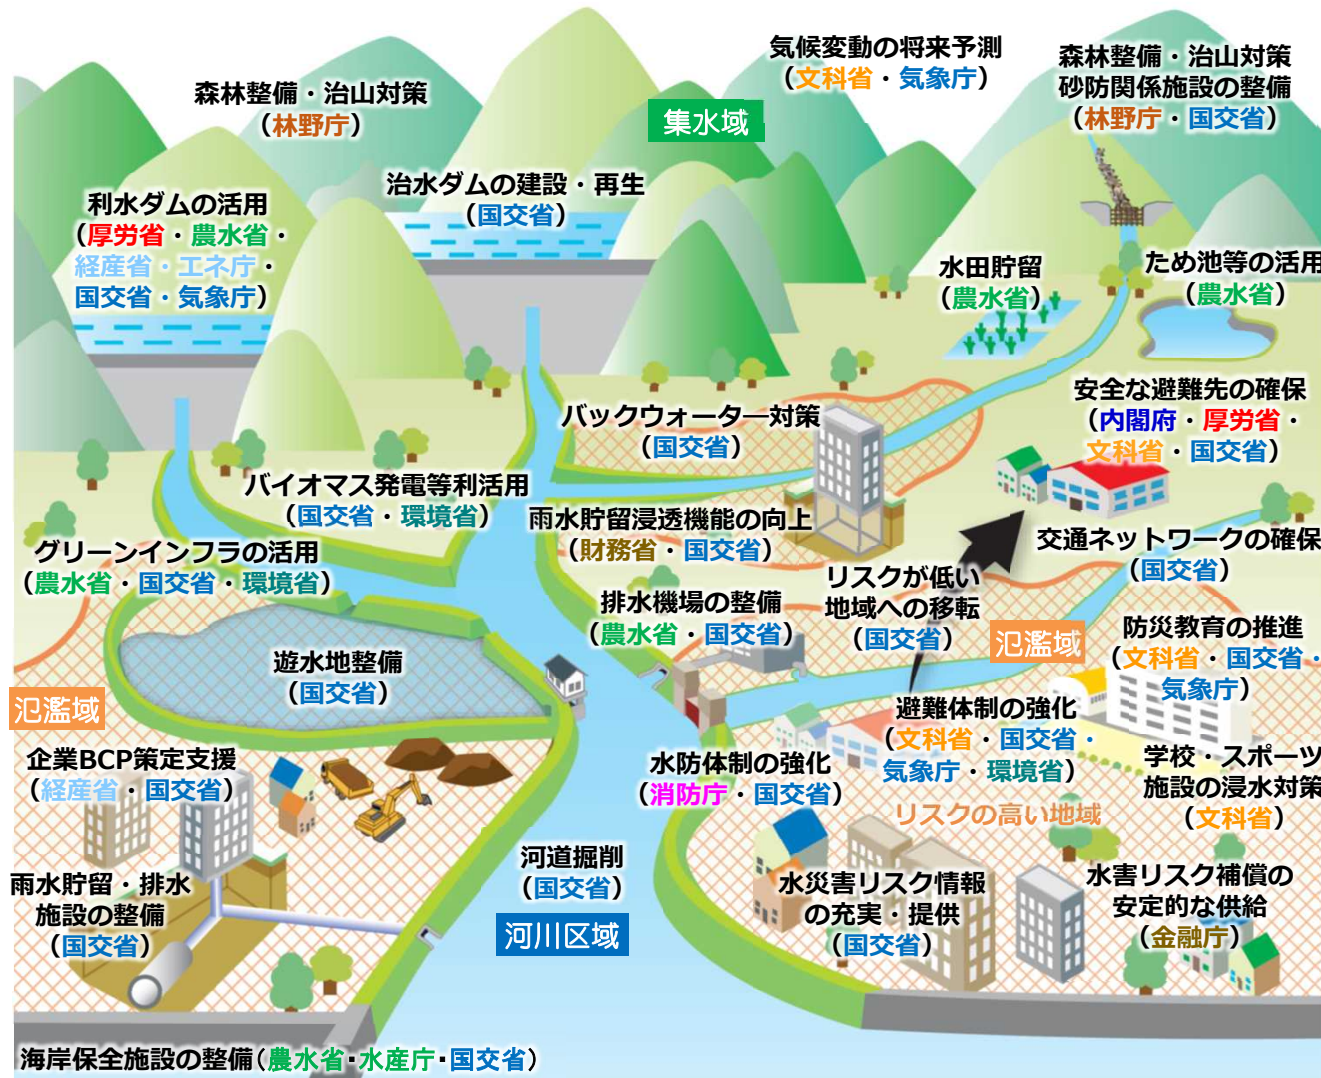 気候変動の将来予測
（文科省・気象庁）
森林整備・治山対策
砂防関係施設の整備
（林野庁・国交省）
森林整備・治山対策
（林野庁）
集水域
治水ダムの建設・再生
（国交省）
利水ダムの活用
（厚労省・農水省・
経産省・エネ庁・
国交省・気象庁）
水田貯留
（農水省）
ため池等の活用
（農水省）
安全な避難先の確保
（内閣府・厚労省・
文科省・国交省）
バックウォーター対策
（国交省）
バイオマス発電等利活用
（国交省・環境省）
雨水貯留浸透機能の向上
（財務省・国交省）
交通ネットワークの確保
（国交省）
グリーンインフラの活用
（農水省・国交省・環境省）
リスクが低い
地域への移転
（国交省）
排水機場の整備
（農水省・国交省）
氾濫域
防災教育の推進
（文科省・国交省・
気象庁）
遊水地整備
（国交省）
氾濫域
避難体制の強化
（文科省・国交省・
気象庁・環境省）
企業BCP策定支援
（経産省・国交省）
水防体制の強化
（消防庁・国交省）
学校・スポーツ
施設の浸水対策
（文科省）
リスクの高い地域
河道掘削
（国交省）
河川区域
雨水貯留・排水
施設の整備
（国交省）
水災害リスク情報
の充実・提供
（国交省）
水害リスク補償の
安定的な供給
（金融庁）
海岸保全施設の整備（農水省・水産庁・国交省）